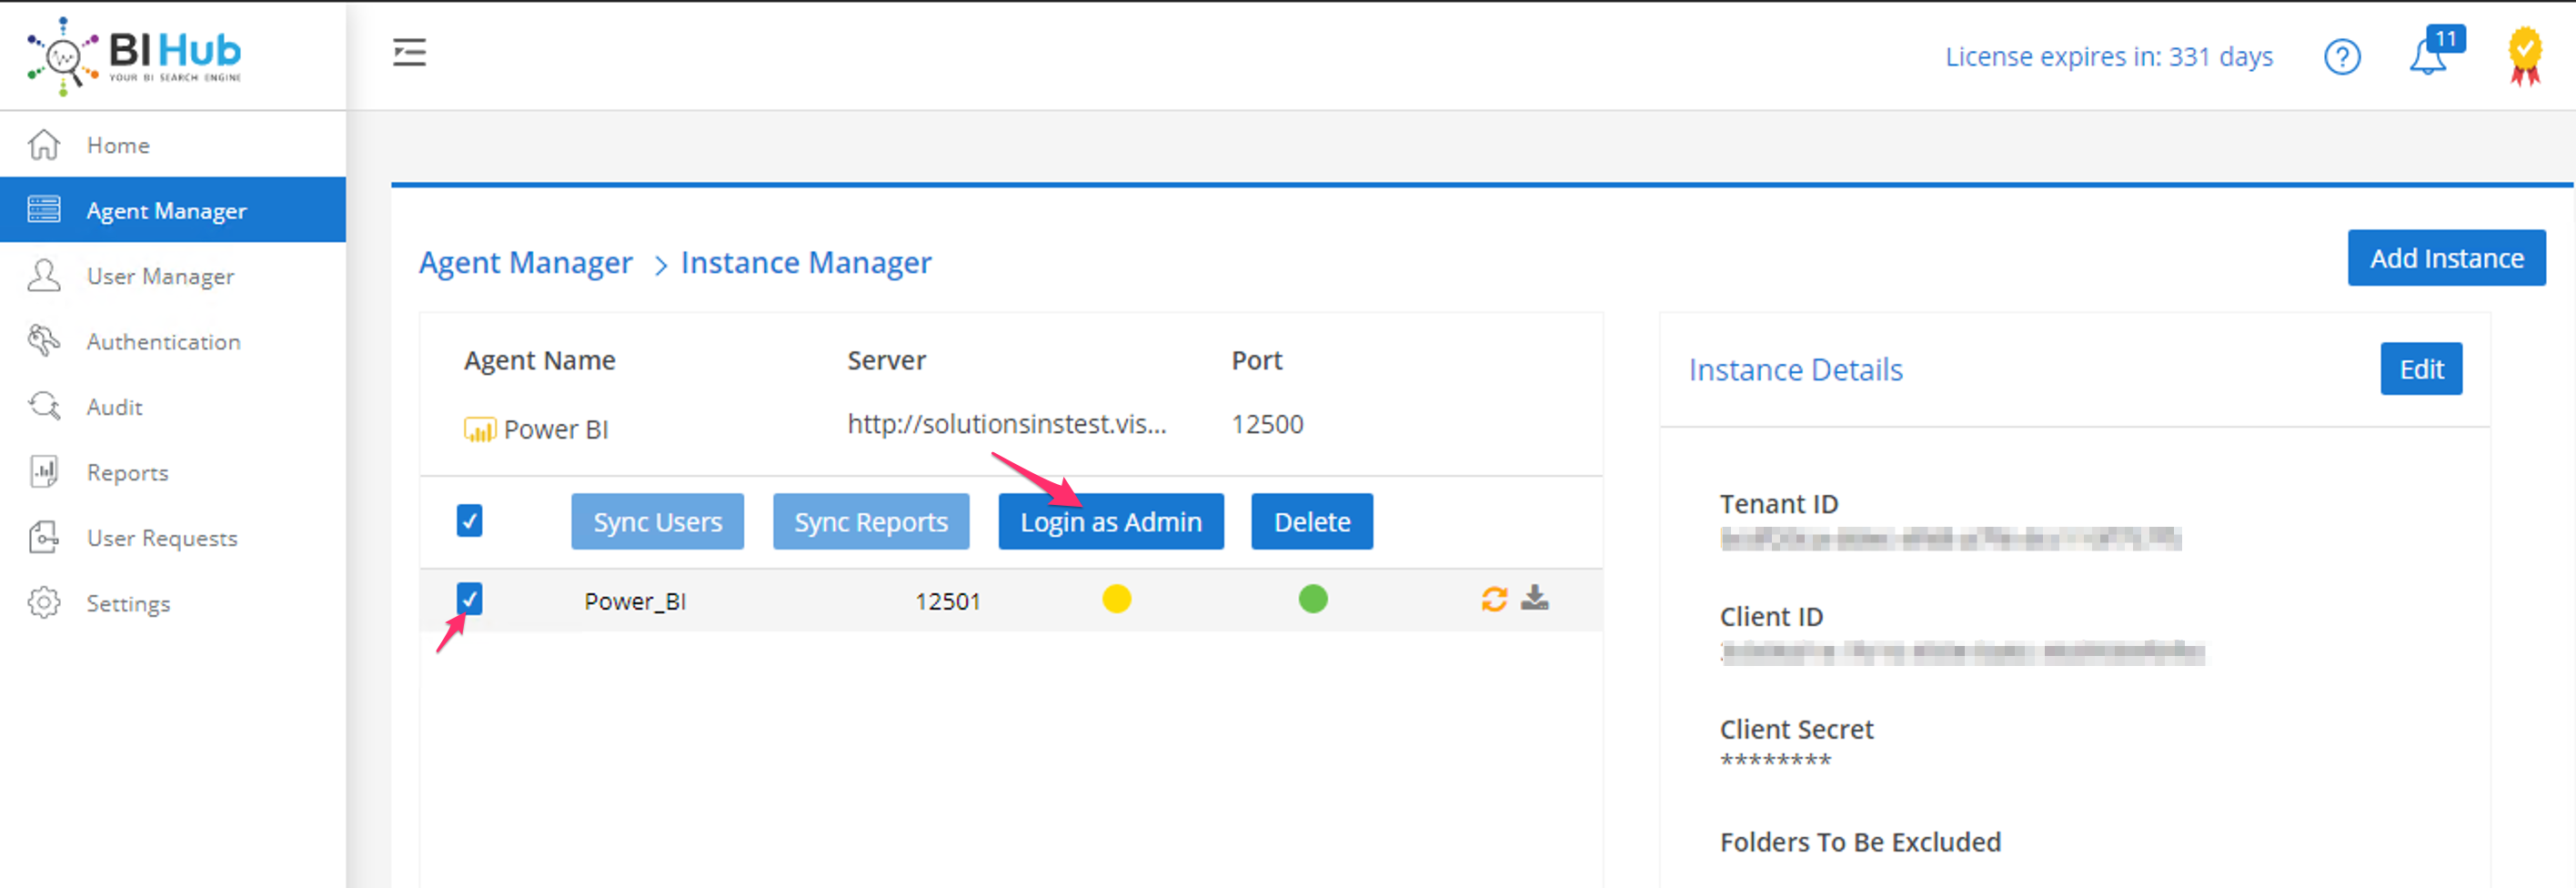 BI Hub
YOUR BI SEARCH ENGINE
License expires in: 331 days
11
Home
Agent Manager
User Manager
Authentication
Audit
Reports
User Requests
Settings
Agent Manager > Instance Manager
Add Instance
Agent Name Server Port
Power BI http://solutionsinstest.vis... 12500
Sync Users Sync Reports Login as Admin Delete
Power_BI 12501
Instance Details Edit
Tenant ID
Client ID
Client Secret
********
Folders To Be Excluded